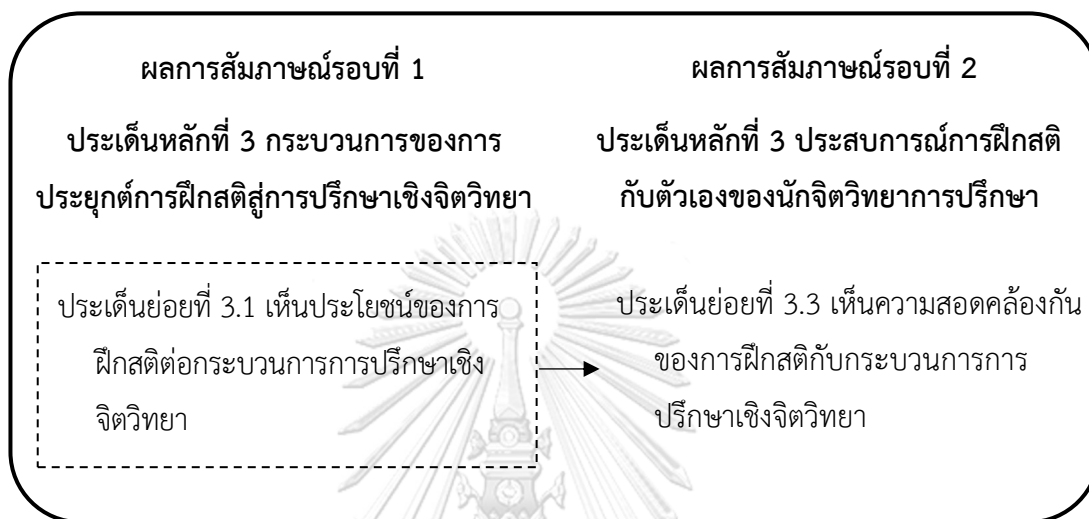 ผลการสัมภาษณ์รอบที่ 1
ประเด็นหลักที่ 3 กระบวนการของการ
ประยุกต์การฝึกสติสู่การปรึกษาเชิงจิตวิทยา
ประเด็นย่อยที่ 3.1 เห็นประโยชน์ของการ
ฝึกสติต่อกระบวนการการปรึกษาเชิง
จิตวิทยา
ผลการสัมภาษณ์รอบที่ 2
ประเด็นหลักที่ 3 ประสบการณ์การฝึกสติ
กับตัวเองของนักจิตวิทยาการปรึกษา
ประเด็นย่อยที่ 3.3 เห็นความสอดคล้องกัน
ของการฝึกสติกับกระบวนการการ
ปรึกษาเชิงจิตวิทยา